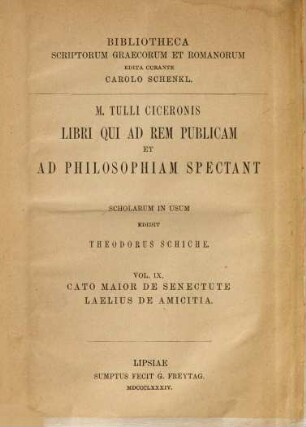 BIBLIOTHECA
SCRIPTORUM GRAECORUM ET ROMANORUM
EDITA CURANTE
CAROLO SCHENKL.
M. TULLI CICERONIS
LIBRI QUI AD REM PUBLICAM
ET
AD PHILOSOPHIAM SPECTANT
SCHOLARUM IN USUM
EDIDIT
THEODORUS SCHICHE.
VOL. IX.
CATO MAIOR DE SENECTUTE
LAELIUS DE AMICITIA.
LIPSIAE
SUMPTUS FECIT G. FREYTAG.
MDCCCLXXXIV.